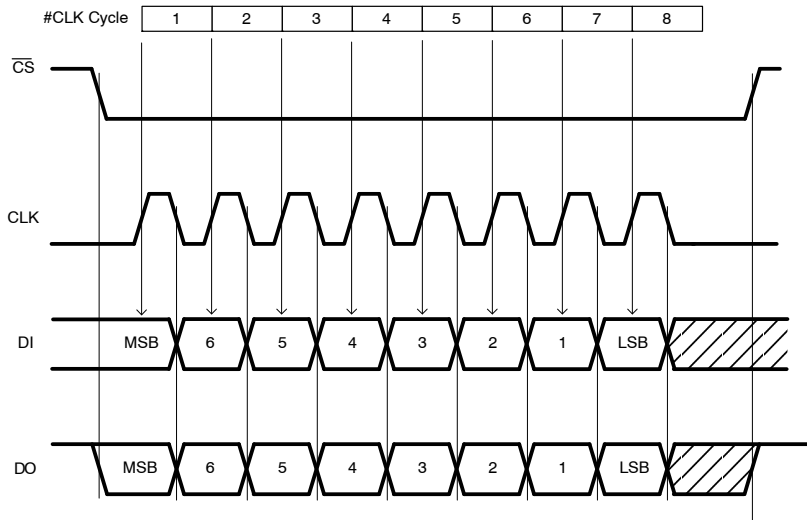 #CLK Cycle 1 2 3 4 5 6 7 8
CS
CLK
DI MSB 6 5 4 3 2 1 LSB
DO MSB 6 5 4 3 2 1 LSB